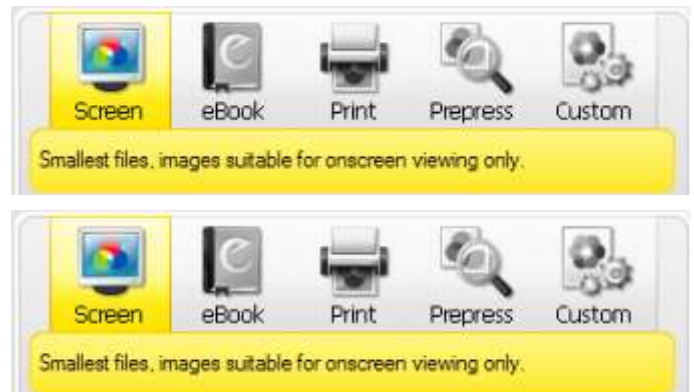 Screen eBook Print Prepress Custom
Smallest files, images suitable for onscreen viewing only.
Screen eBook Print Prepress Custom
Smallest files, images suitable for onscreen viewing only.